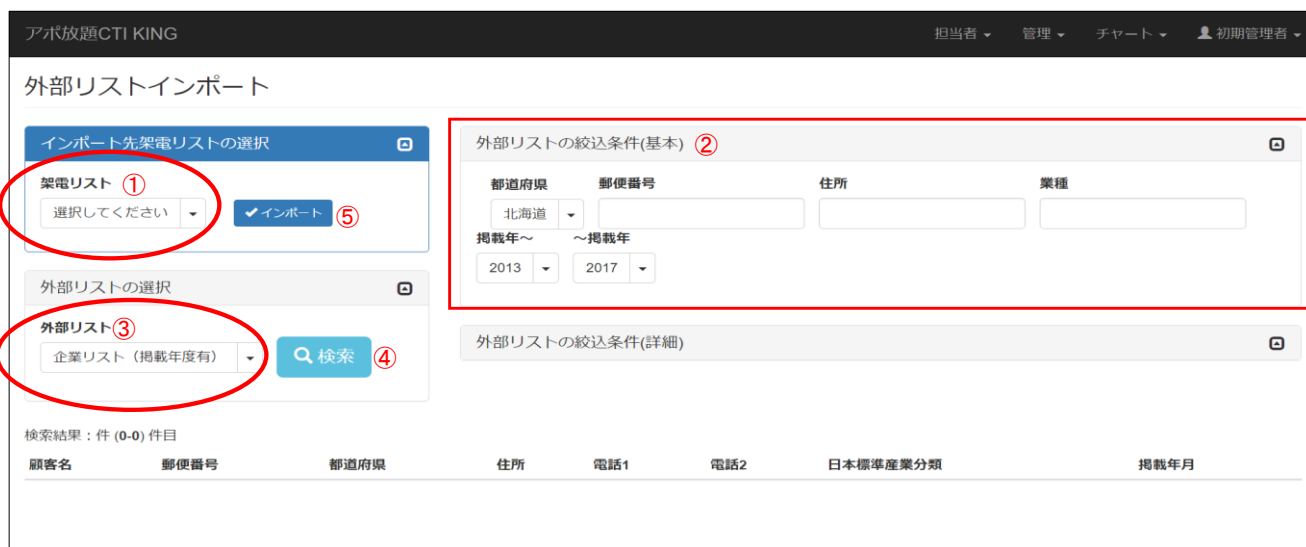 アポ放題CTI KING 担当者 管理 チャート 初期管理者
外部リストインポート
インポート先架電リストの選択
架電リスト ①
選択してください インポート ⑤
外部リストの選択
外部リスト ③
企業リスト（掲載年度有） 検索 ④
外部リストの絞込条件(基本) ②
都道府県 郵便番号 住所 業種
北海道
掲載年～ ～掲載年
2013 2017
外部リストの絞込条件(詳細)
検索結果：件 (0-0) 件目
顧客名 郵便番号 都道府県 住所 電話1 電話2 日本標準産業分類 掲載年月